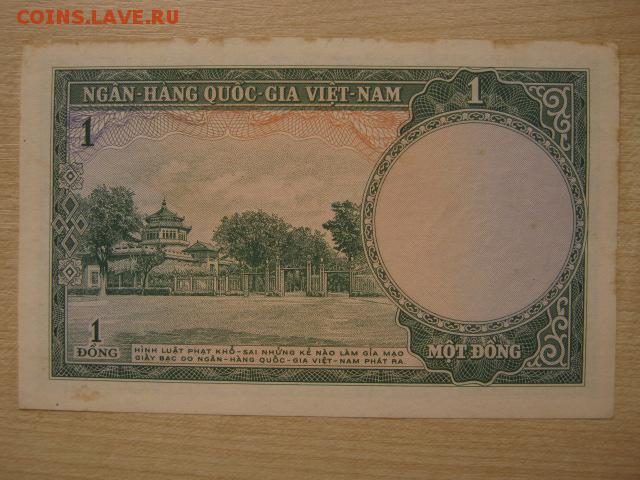 COINS.LAVE.RU
NGÂN-HÀNG QUỐC-GIA VIỆT-NAM
1
1
1
ĐỒNG
HÌNH LUẬT PHẠT KHỔ-SAI NHỮNG KẺ NÀO LÀM GIA MẠO
GIẤY BẠC DO NGÂN-HÀNG QUỐC-GIA VIỆT-NAM PHÁT RA
MỘT ĐỒNG